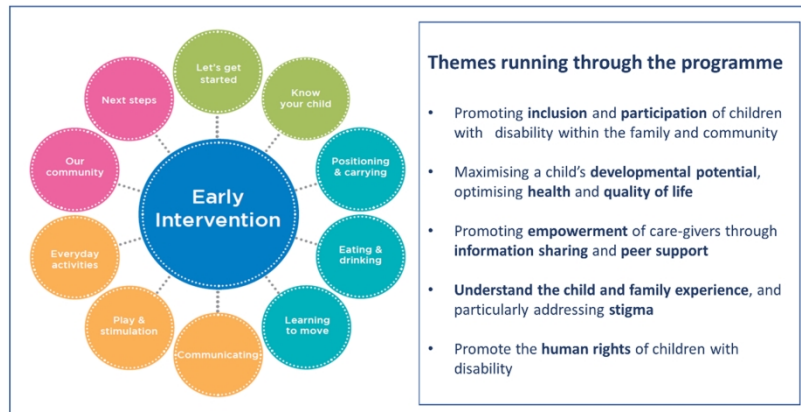 Let's get
started
Know
your child
Positioning
& carrying
Eating &
drinking
Learning
to move
Communicating
Play &
stimulation
Everyday
activities
Our
community
Next steps
Early
Intervention
Themes running through the programme
• Promoting inclusion and participation of children
with disability within the family and community
• Maximising a child's developmental potential,
optimising health and quality of life
• Promoting empowerment of care-givers through
information sharing and peer support
• Understand the child and family experience, and
particularly addressing stigma
• Promote the human rights of children with
disability